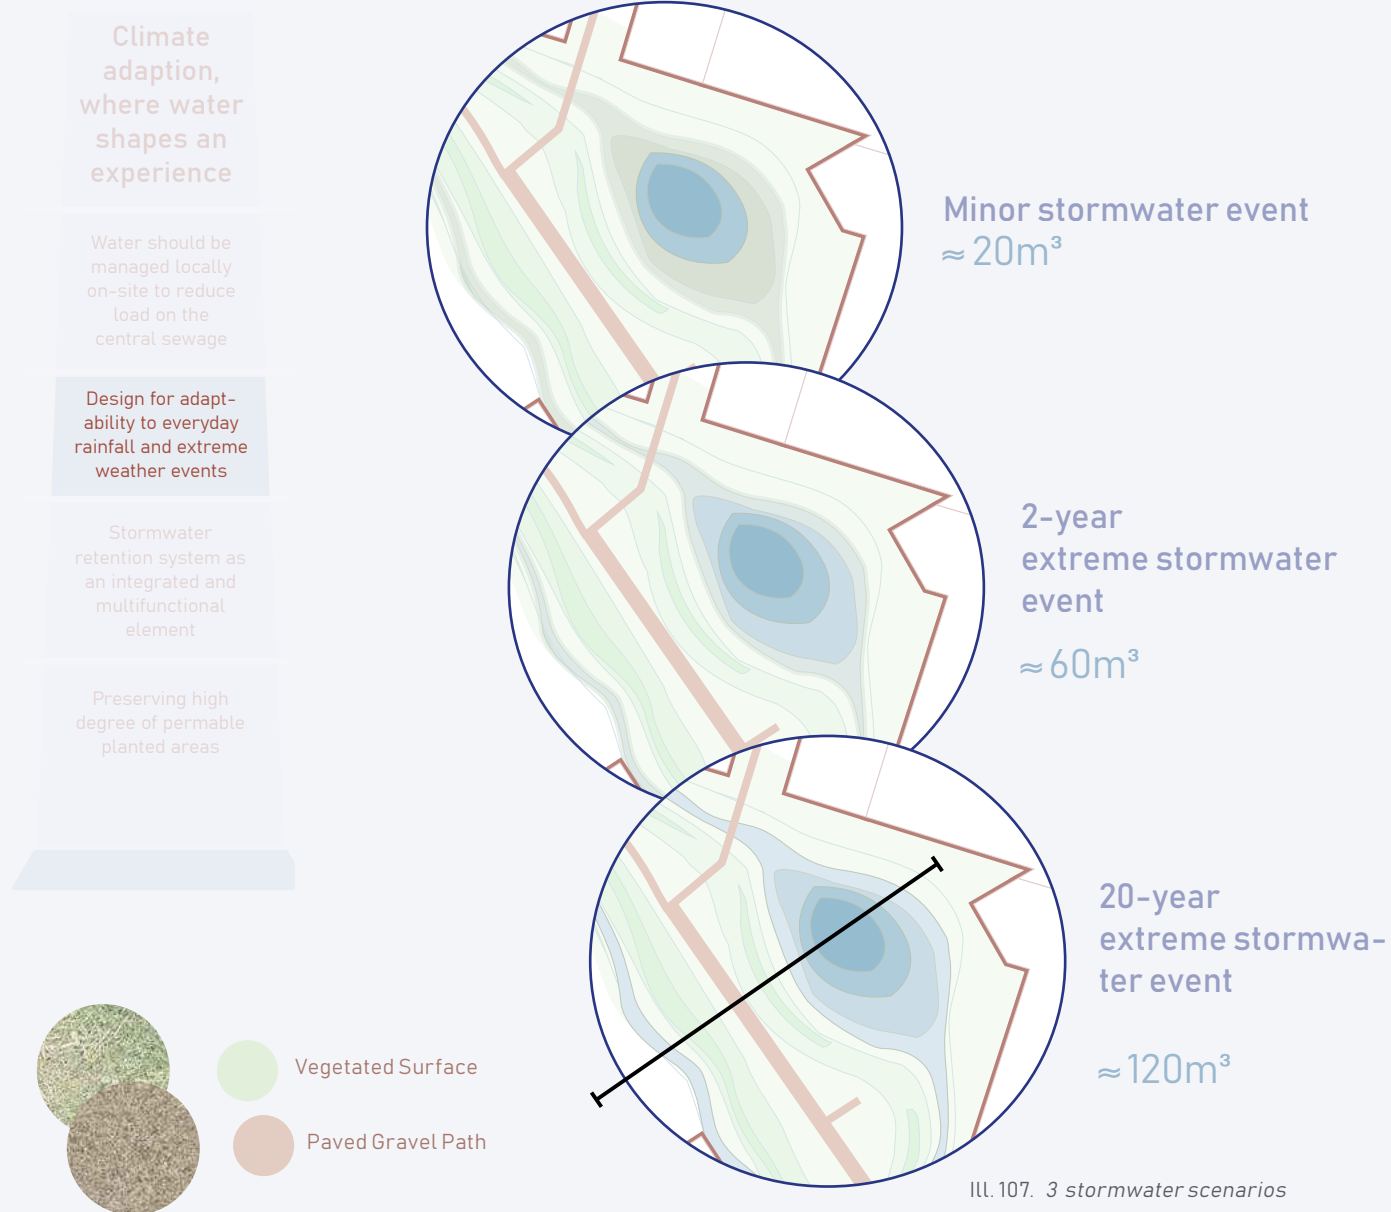 Climate
adaption,
where water
shapes an
experience
Water should be
managed locally
on-site to reduce
load on the
central sewage
Design for adapt-
ability to everyday
rainfall and extreme
weather events
Stormwater
retention system as
an integrated and
multifunctional
element
Preserving high
degree of permable
planted areas
Minor stormwater event
≈ 20m³
2-year
extreme stormwater
event
≈ 60m³
20-year
extreme stormwa-
ter event
≈ 120m³
Vegetated Surface
Paved Gravel Path
Ill. 107. 3 stormwater scenarios